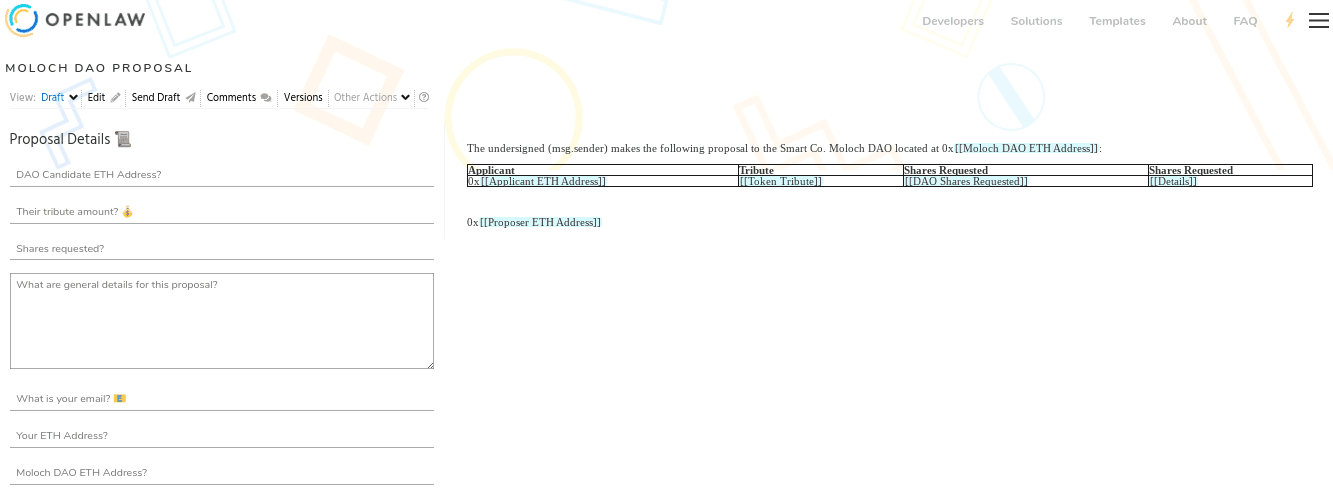 OPENLAW
Developers Solutions Templates About FAQ
MOLOCH DAO PROPOSAL
View: Draft Edit Send Draft Comments Versions Other Actions
Proposal Details
DAO Candidate ETH Address?
Their tribute amount?
Shares requested?
What are general details for this proposal?
What is your email?
Your ETH Address?
Moloch DAO ETH Address?
The undersigned (msg.sender) makes the following proposal to the Smart Co. Moloch DAO located at 0x[[Moloch DAO ETH Address]]:
Applicant Tribute Shares Requested Shares Requested
0x[[Applicant ETH Address]] [[Token Tribute]] [[DAO Shares Requested]] [[Details]]
0x[[Proposer ETH Address]]